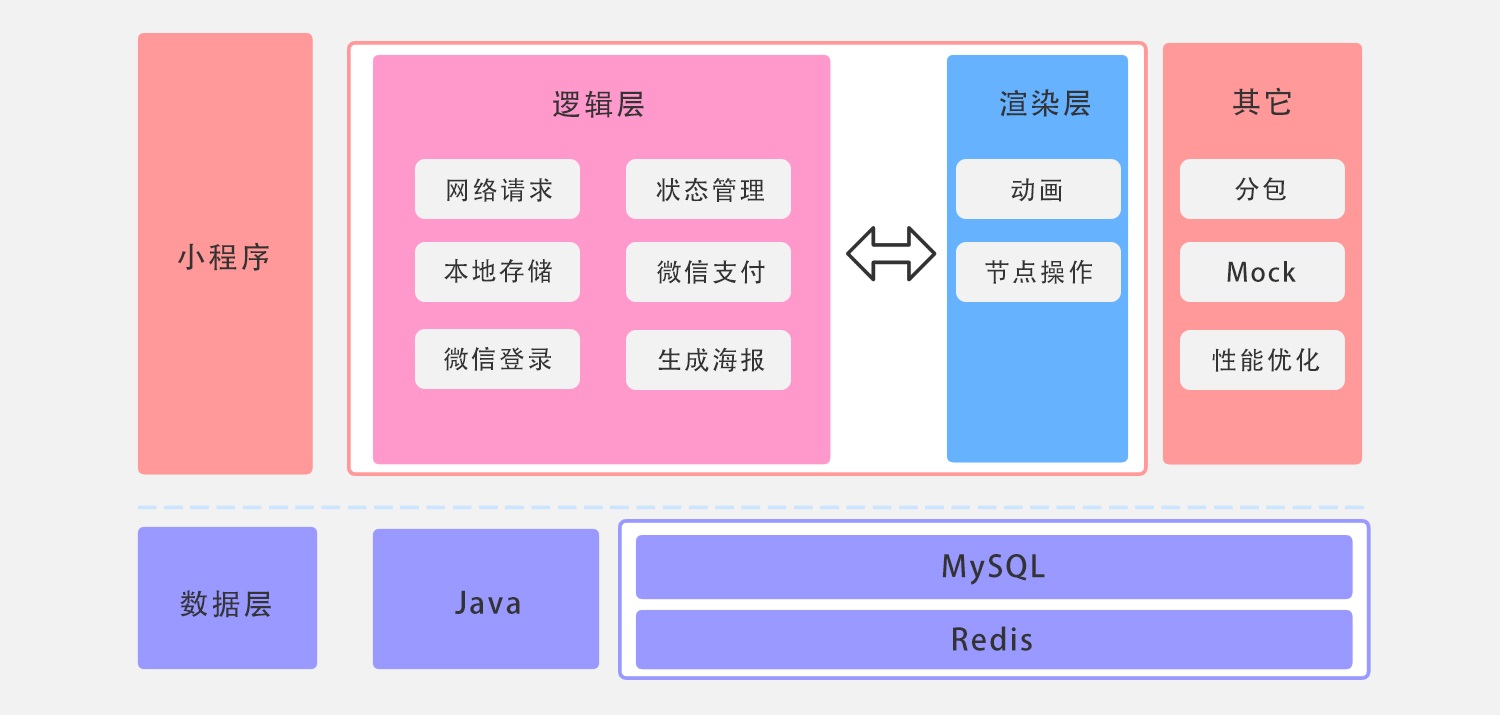 小程序
逻辑层
网络请求
状态管理
本地存储
微信支付
微信登录
生成海报
渲染层
动画
节点操作
其它
分包
Mock
性能优化
数据层
Java
MySQL
Redis